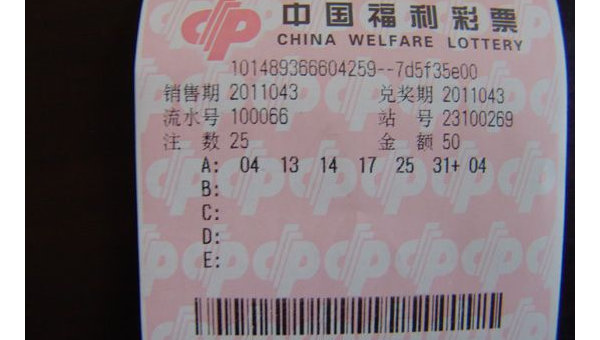 中国福利彩票
CHINA WELFARE LOTTERY
101489366604259--7d5f35e00
销售期 2011043 兑奖期 2011043
流水号 100066 站 号 23100269
注 数 25 金 额 50
A: 04 13 14 17 25 31+ 04
B:
C:
D:
E: